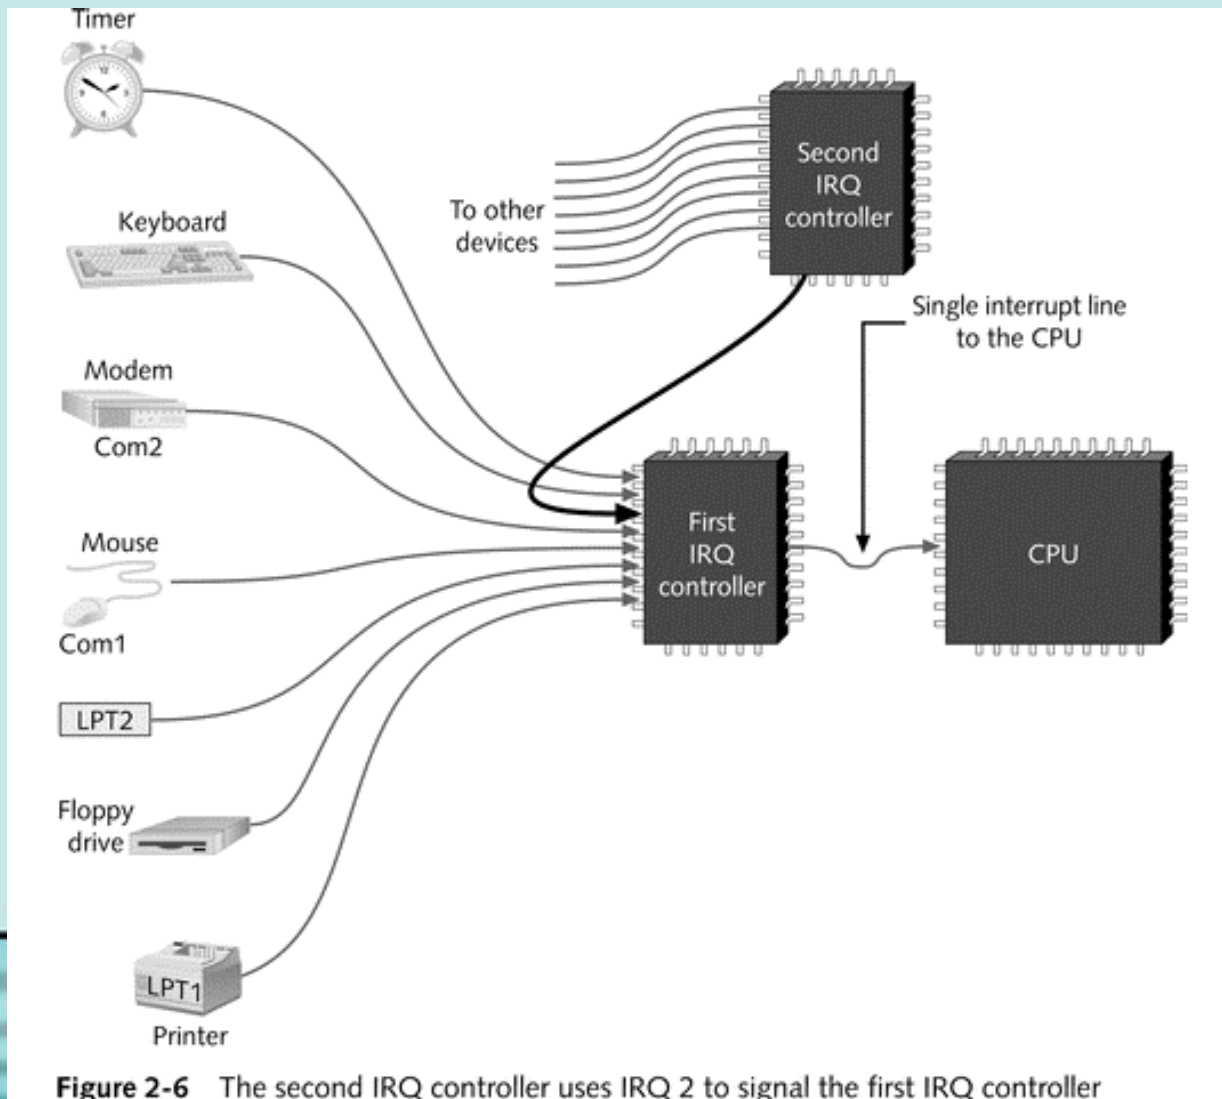 Timer
Second
IRQ
controller
To other
devices
Keyboard
Single interrupt line
to the CPU
Modem
Com2
First
IRQ
controller
CPU
Mouse
Com1
LPT2
Floppy
drive
LPT1
Printer
Figure 2-6 The second IRQ controller uses IRQ 2 to signal the first IRQ controller